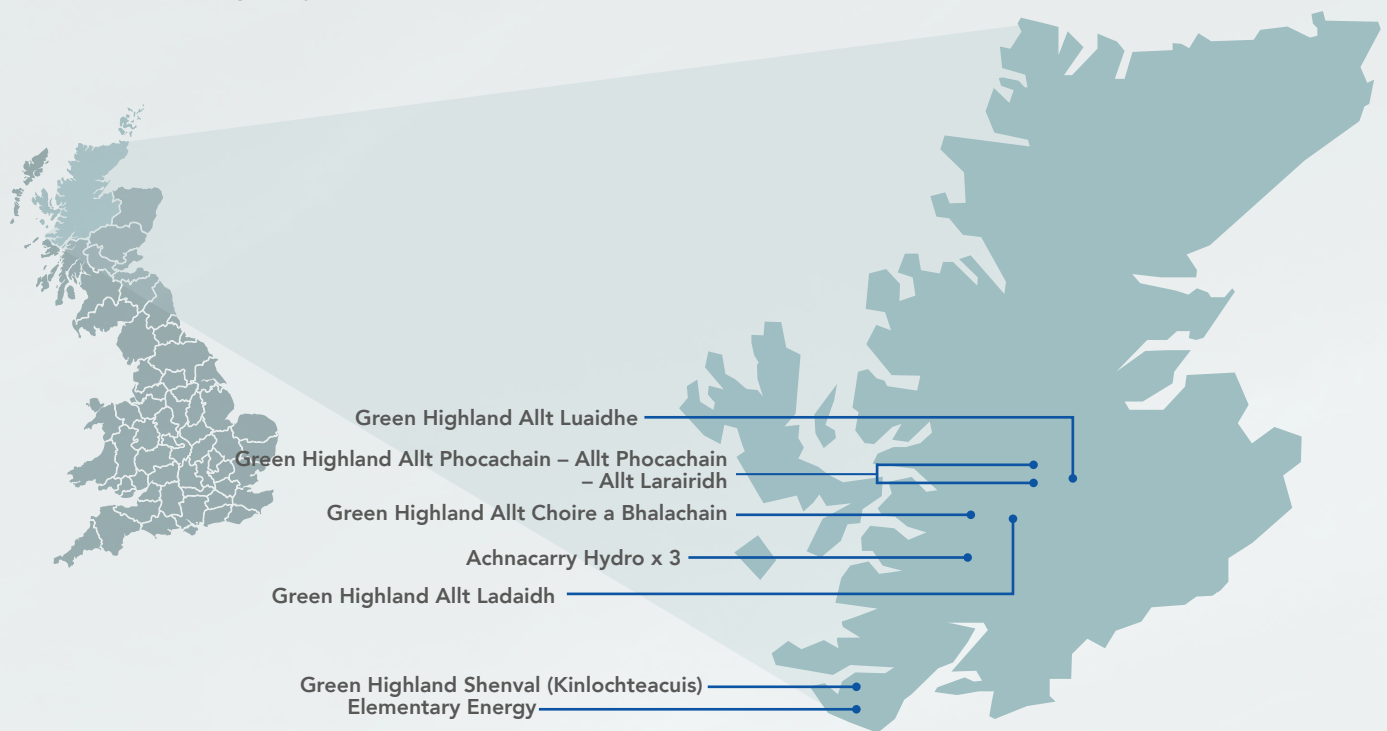 Green Highland Allt Luaidhe
Green Highland Allt Phocachain – Allt Phocachain
– Allt Larairidh
Green Highland Allt Choire a Bhalachain
Achnacarry Hydro x 3
Green Highland Allt Ladaidh
Green Highland Shenval (Kinlochteacuis)
Elementary Energy